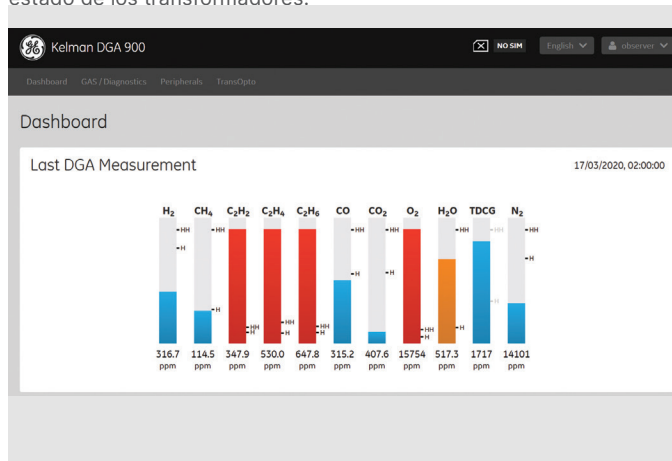 estado de los transformadores.
Kelman DGA 900
NO SIM
English
observer
Dashboard GAS / Diagnostics Peripherals TransOpto
Dashboard
Last DGA Measurement 17/03/2020, 02:00:00
H₂ CH₄ C₂H₂ C₂H₄ C₂H₆ CO CO₂ O₂ H₂O TDCG N₂
HH HH HH HH HH HH HH
H H H
H H
H H
HH HH HH HH
H H H H H
316.7 114.5 347.9 530.0 647.8 315.2 407.6 15754 517.3 1717 14101
ppm ppm ppm ppm ppm ppm ppm ppm ppm ppm ppm